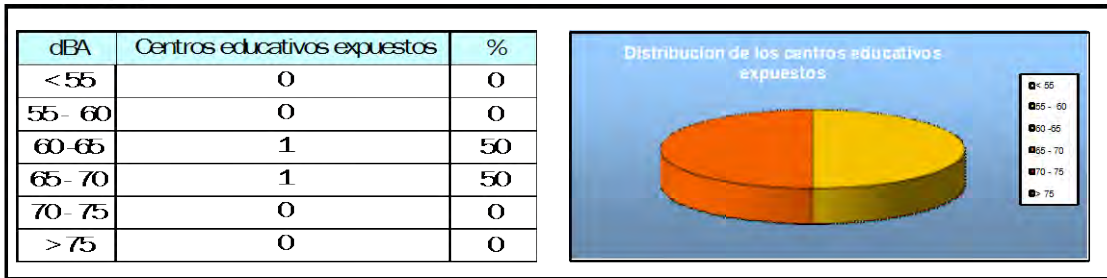 dBA Centros educativos expuestos %
< 55 0 0
55 - 60 0 0
60 -65 1 50
65 - 70 1 50
70 - 75 0 0
> 75 0 0
Distribucion de los centros educativos
expuestos
< 55
55 - 60
60 -65
65 - 70
70 - 75
> 75